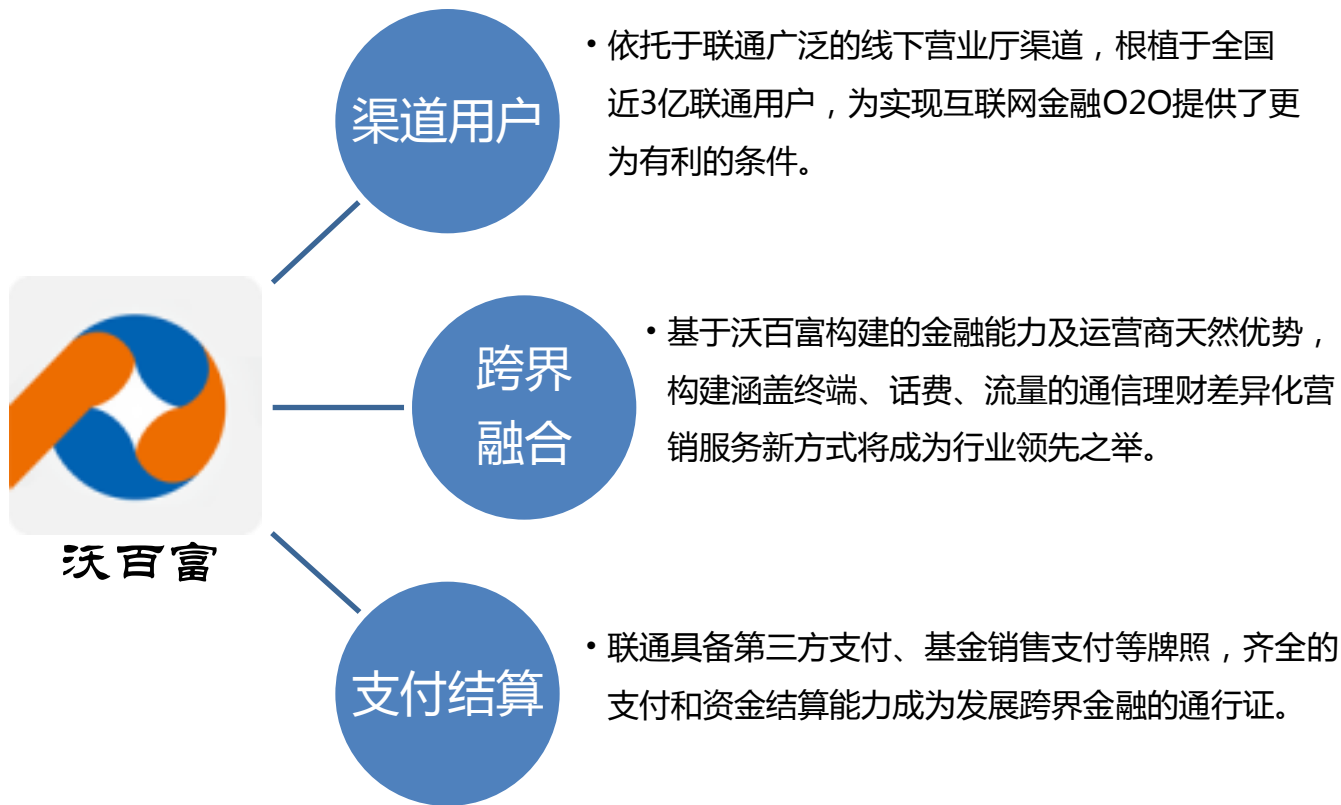 渠道用户
• 依托于联通广泛的线下营业厅渠道，根植于全国
近3亿联通用户，为实现互联网金融O2O提供了更
为有利的条件。
跨界
融合
• 基于沃百富构建的金融能力及运营商天然优势，
构建涵盖终端、话费、流量的通信理财差异化营
销服务新方式将成为行业领先之举。
沃百富
支付结算
• 联通具备第三方支付、基金销售支付等牌照，齐全的
支付和资金结算能力成为发展跨界金融的通行证。